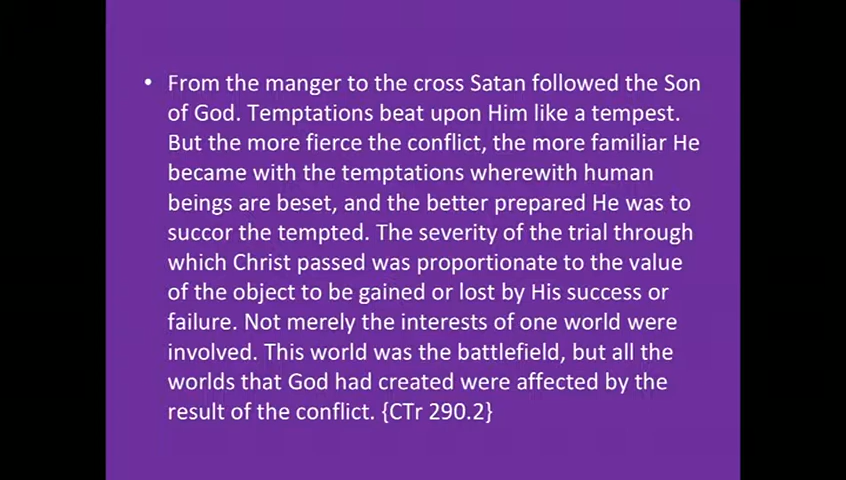 • From the manger to the cross Satan followed the Son
of God. Temptations beat upon Him like a tempest.
But the more fierce the conflict, the more familiar He
became with the temptations wherewith human
beings are beset, and the better prepared He was to
succor the tempted. The severity of the trial through
which Christ passed was proportionate to the value
of the object to be gained or lost by His success or
failure. Not merely the interests of one world were
involved. This world was the battlefield, but all the
worlds that God had created were affected by the
result of the conflict. {CTr 290.2}